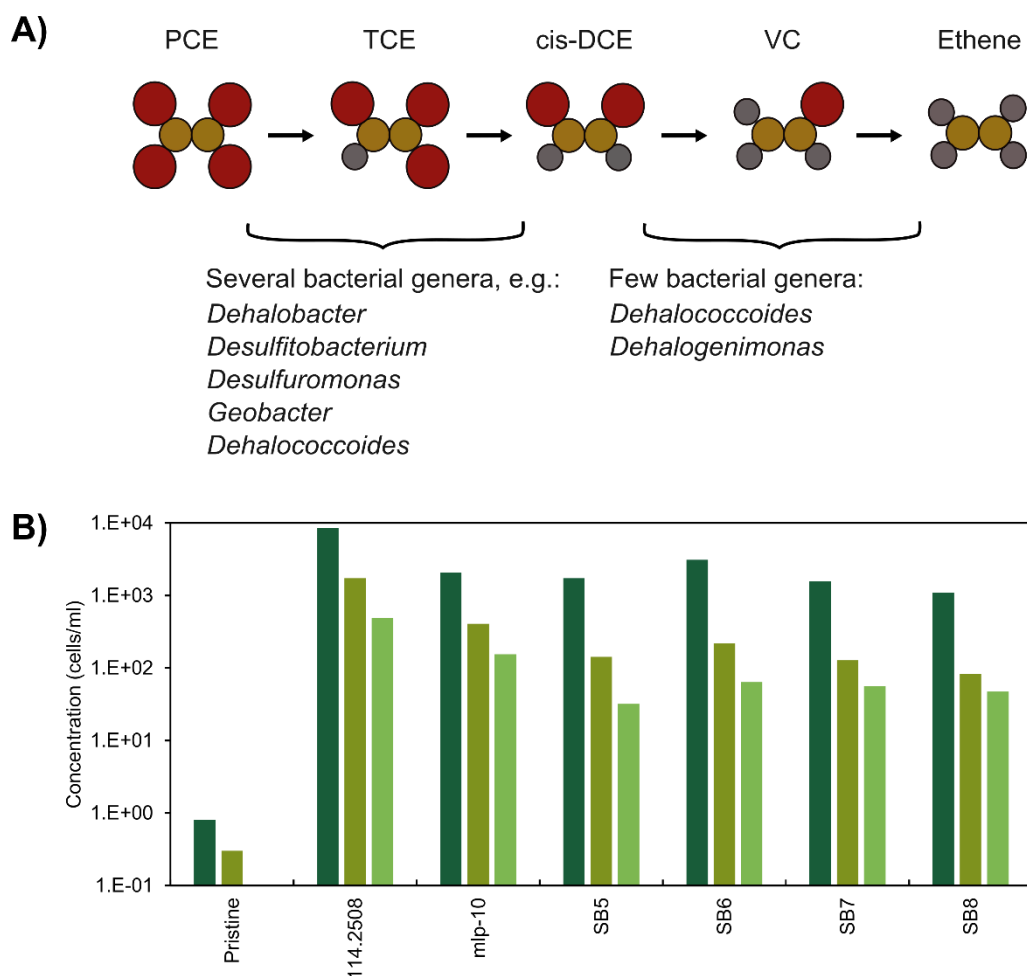 A)
PCE TCE cis-DCE VC Ethene
Several bacterial genera, e.g.:
Dehalobacter
Desulfitobacterium
Desulfuromonas
Geobacter
Dehalococcoides
Few bacterial genera:
Dehalococcoides
Dehalogenimonas
B)
Concentration (cells/ml)
1.E+04
1.E+03
1.E+02
1.E+01
1.E+00
1.E-01
Pristine
114.2508
mlp-10
SB5
SB6
SB7
SB8